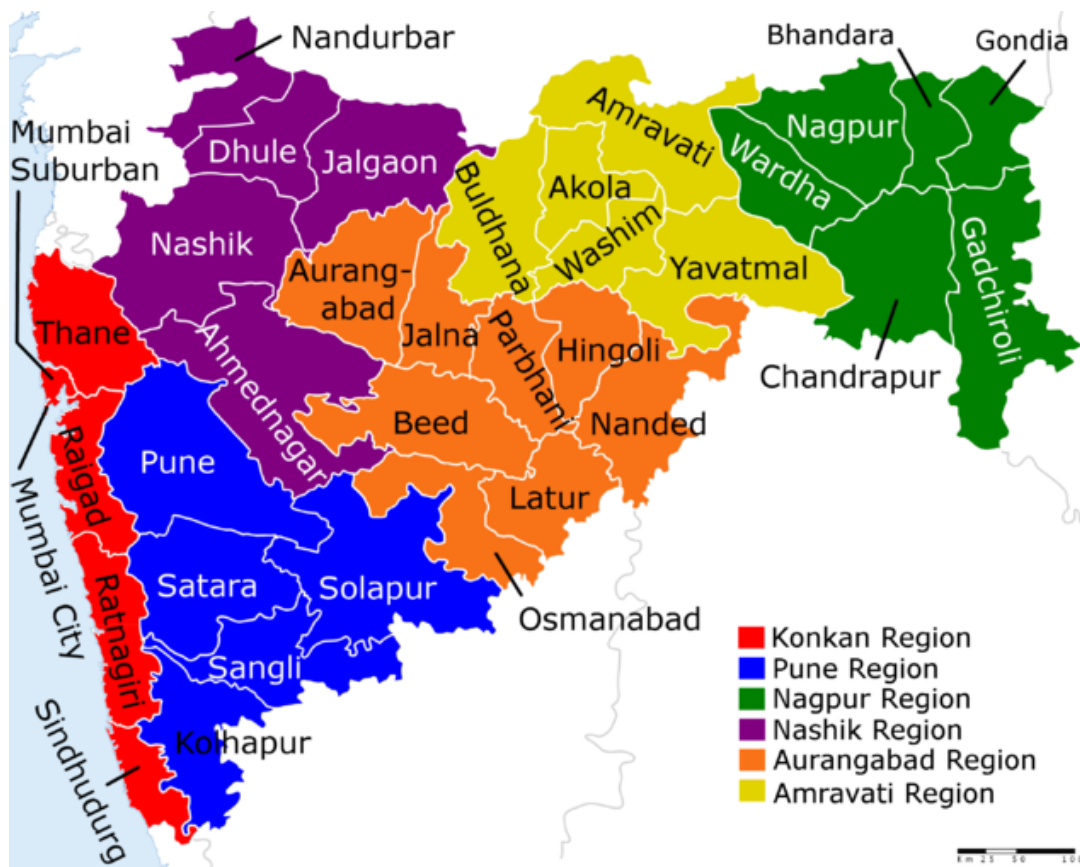 Nandurbar
Bhandara
Gondia
Mumbai
Suburban
Dhule
Jalgaon
Amravati
Nagpur
Wardha
Akola
Buldhana
Washim
Nashik
Aurang-
abad
Yavatmal
Gadchiroli
Thane
Ahmednagar
Jalna
Parbhani
Hingoli
Chandrapur
Beed
Nanded
Pune
Raigad
Latur
Mumbai City
Satara
Solapur
Osmanabad
Ratnagiri
Sangli
Kolhapur
Sindhudurg
Konkan Region
Pune Region
Nagpur Region
Nashik Region
Aurangabad Region
Amravati Region